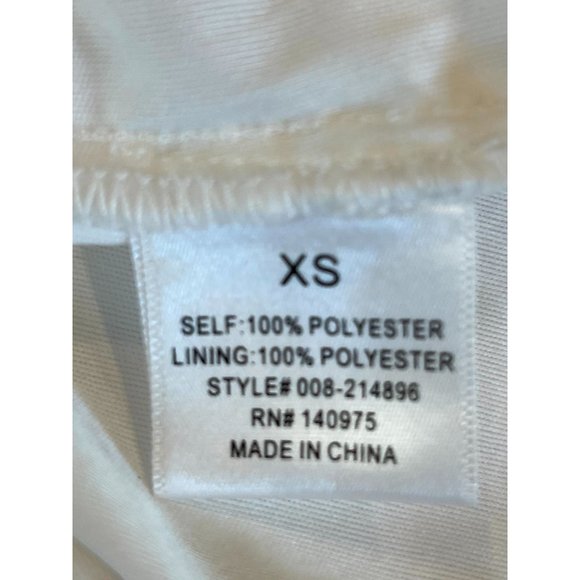 XS
SELF:100% POLYESTER
LINING:100% POLYESTER
STYLE# 008-214896
RN# 140975
MADE IN CHINA